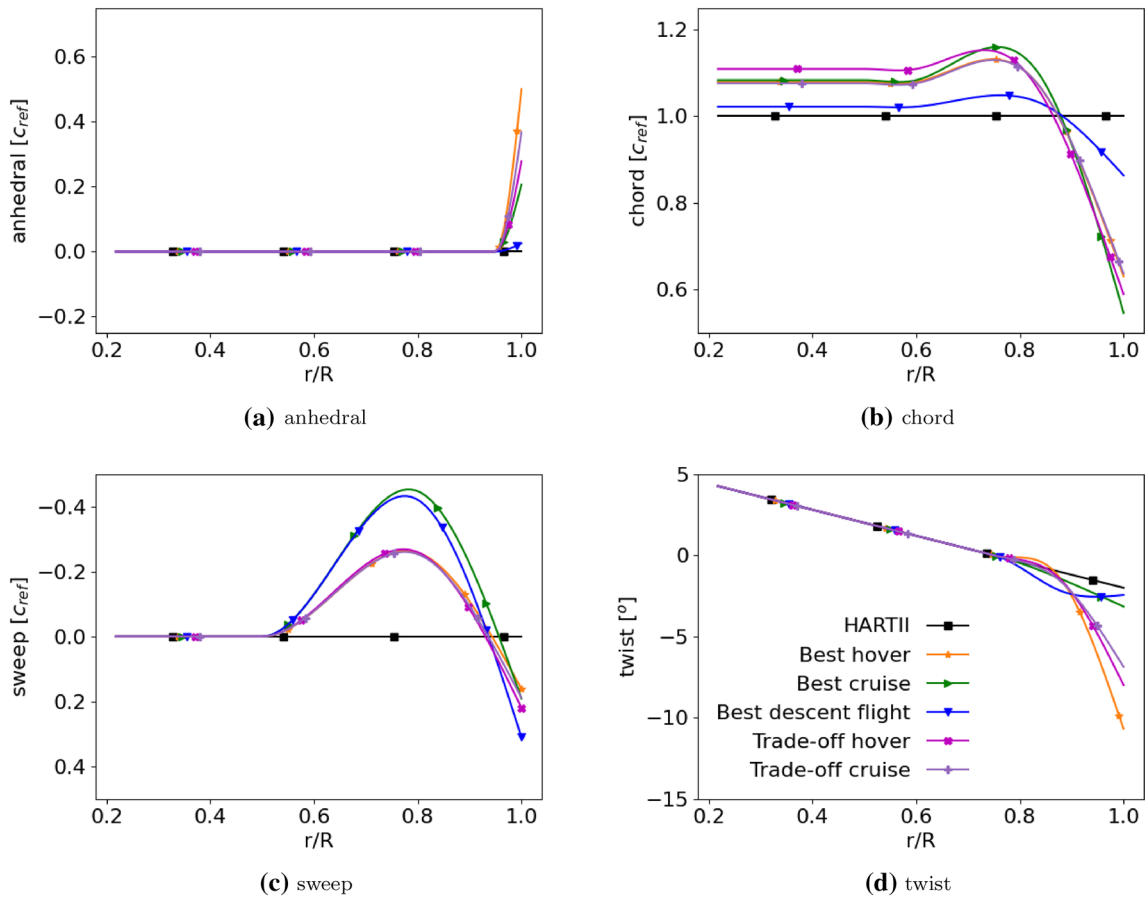 anhedral [c_ref]
0.6
0.4
0.2
0.0
−0.2
0.2 0.4 0.6 0.8 1.0
r/R
(a) anhedral
chord [c_ref]
1.2
1.0
0.8
0.6
0.2 0.4 0.6 0.8 1.0
r/R
(b) chord
sweep [c_ref]
-0.4
-0.2
0.0
0.2
0.4
0.2 0.4 0.6 0.8 1.0
r/R
(c) sweep
twist [°]
5
0
−5
−10
−15
HARTII
Best hover
Best cruise
Best descent flight
Trade-off hover
Trade-off cruise
0.2 0.4 0.6 0.8 1.0
r/R
(d) twist